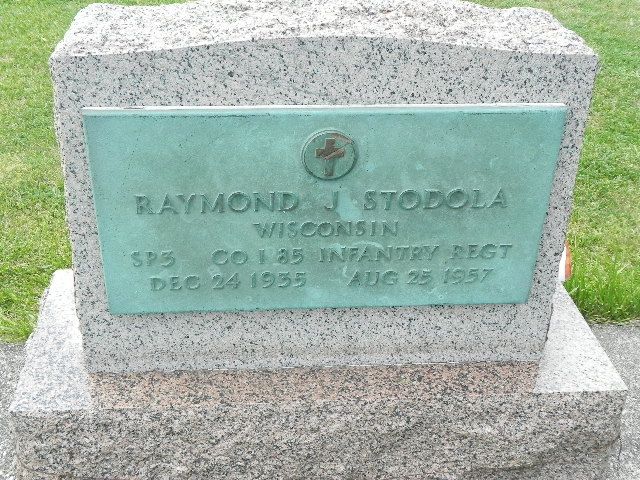 RAYMOND J STODOLA
WISCONSIN
SP3 CO I 85 INFANTRY REGT
DEC 24 1935 AUG 25 1957